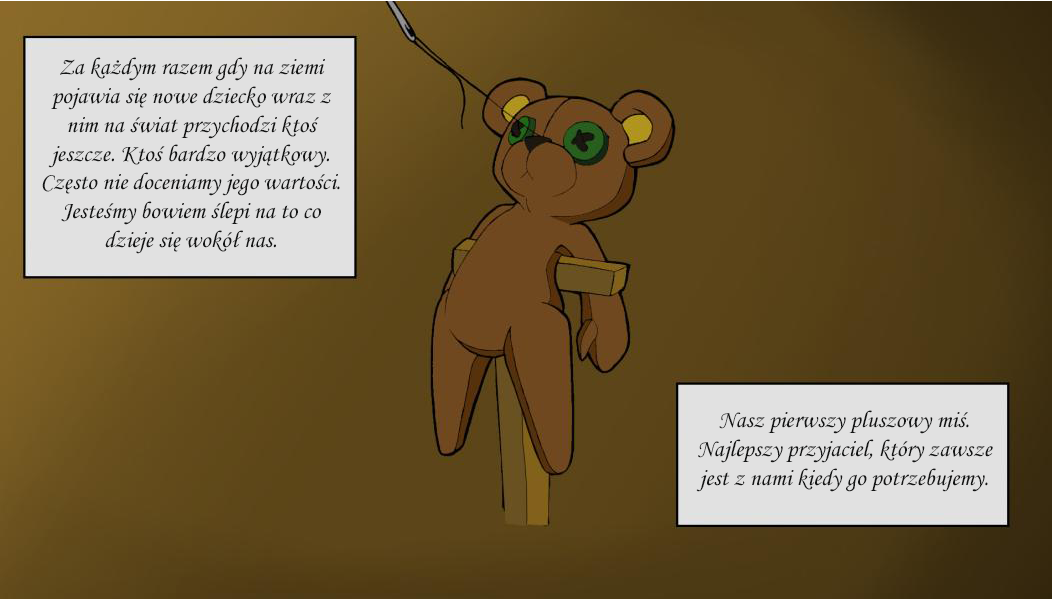 Za każdym razem gdy na ziemi
pojawia się nowe dziecko wraz z
nim na świat przychodzi ktoś
jeszcze. Ktoś bardzo wyjątkowy.
Często nie doceniamy jego wartości.
Jesteśmy bowiem ślepi na to co
dzieje się wokół nas.
Nasz pierwszy pluszowy miś.
Najlepszy przyjaciel, który zawsze
jest z nami kiedy go potrzebujemy.